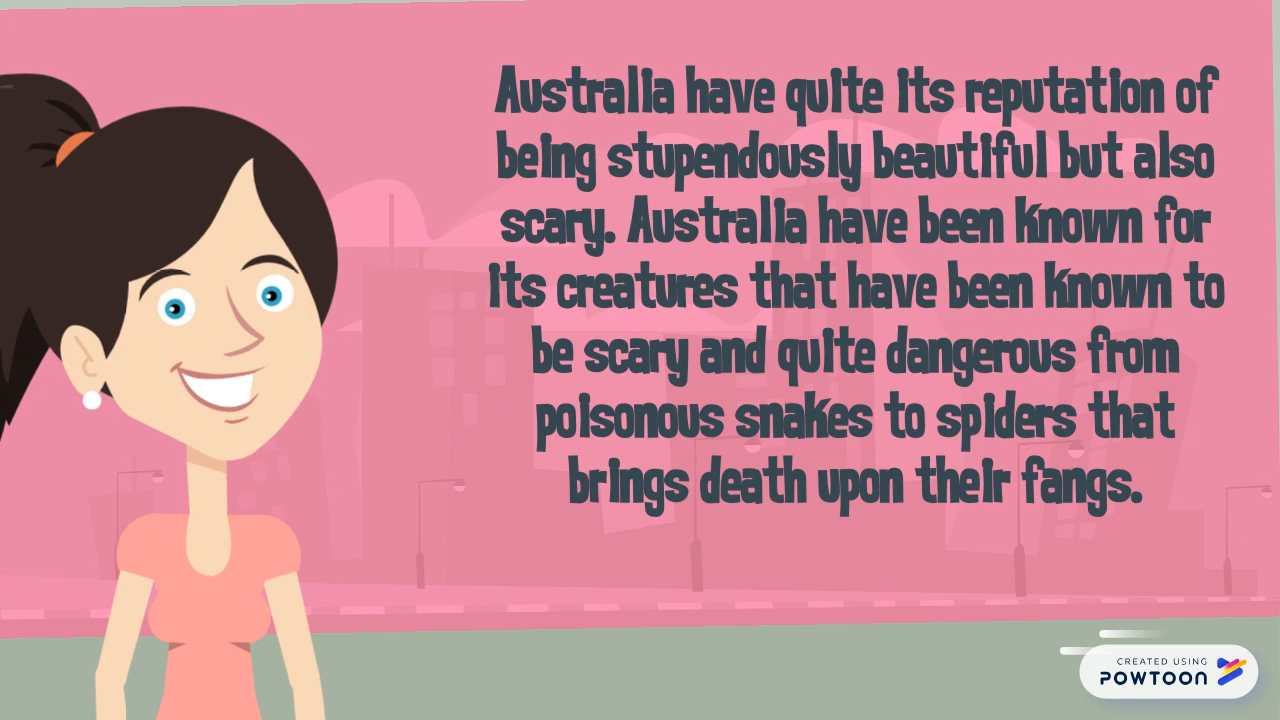 Australia have quite its reputation of
being stupendously beautiful but also
scary. Australia have been known for
its creatures that have been known to
be scary and quite dangerous from
poisonous snakes to spiders that
brings death upon their fangs.
CREATED USING
POWTOON